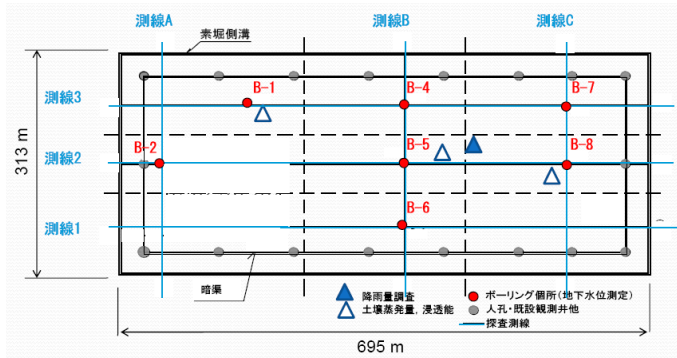 測線A 測線B 測線C
素堀側溝
測線3
B-1 B-4 B-7
313 m
測線2
B-2 B-5 B-8
測線1
B-6
暗渠
降雨量調査
土壌蒸発量, 浸透能
ボーリング個所(地下水位測定)
人孔・既設観測井他
探査測線
695 m